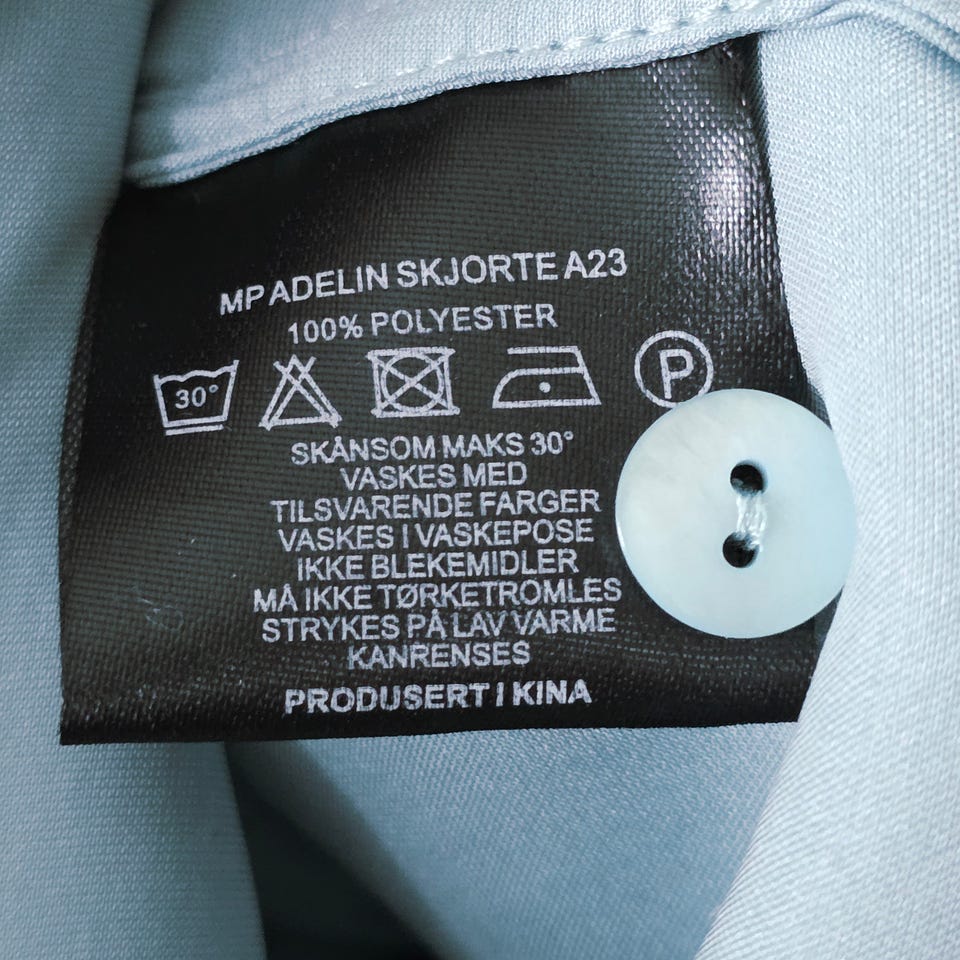 MP ADELIN SKJORTE A23
100% POLYESTER
30° P
SKÅNSOM MAKS 30°
VASKES MED
TILSVARENDE FARGER
VASKES I VASKEPOSE
IKKE BLEKEMIDLER
MÅ IKKE TØRKETROMLES
STRYKES PÅ LAV VARME
KANRENSES
PRODUSERT I KINA